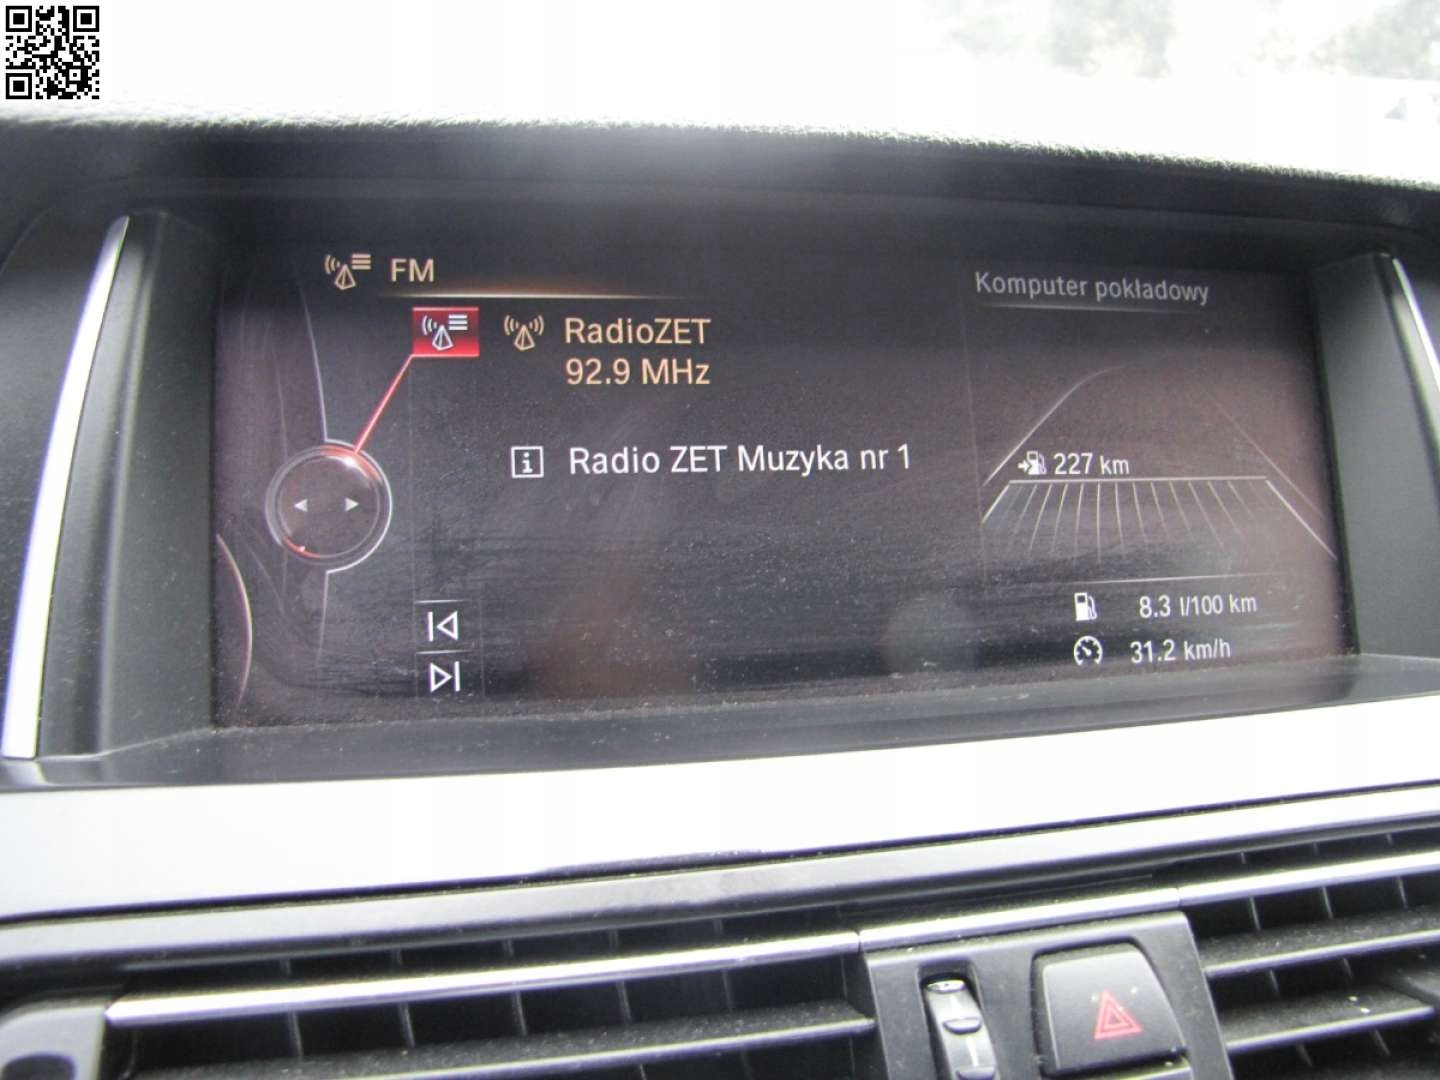 FM
Komputer pokładowy
RadioZET
92.9 MHz
Radio ZET Muzyka nr 1
227 km
8.3 l/100 km
31.2 km/h